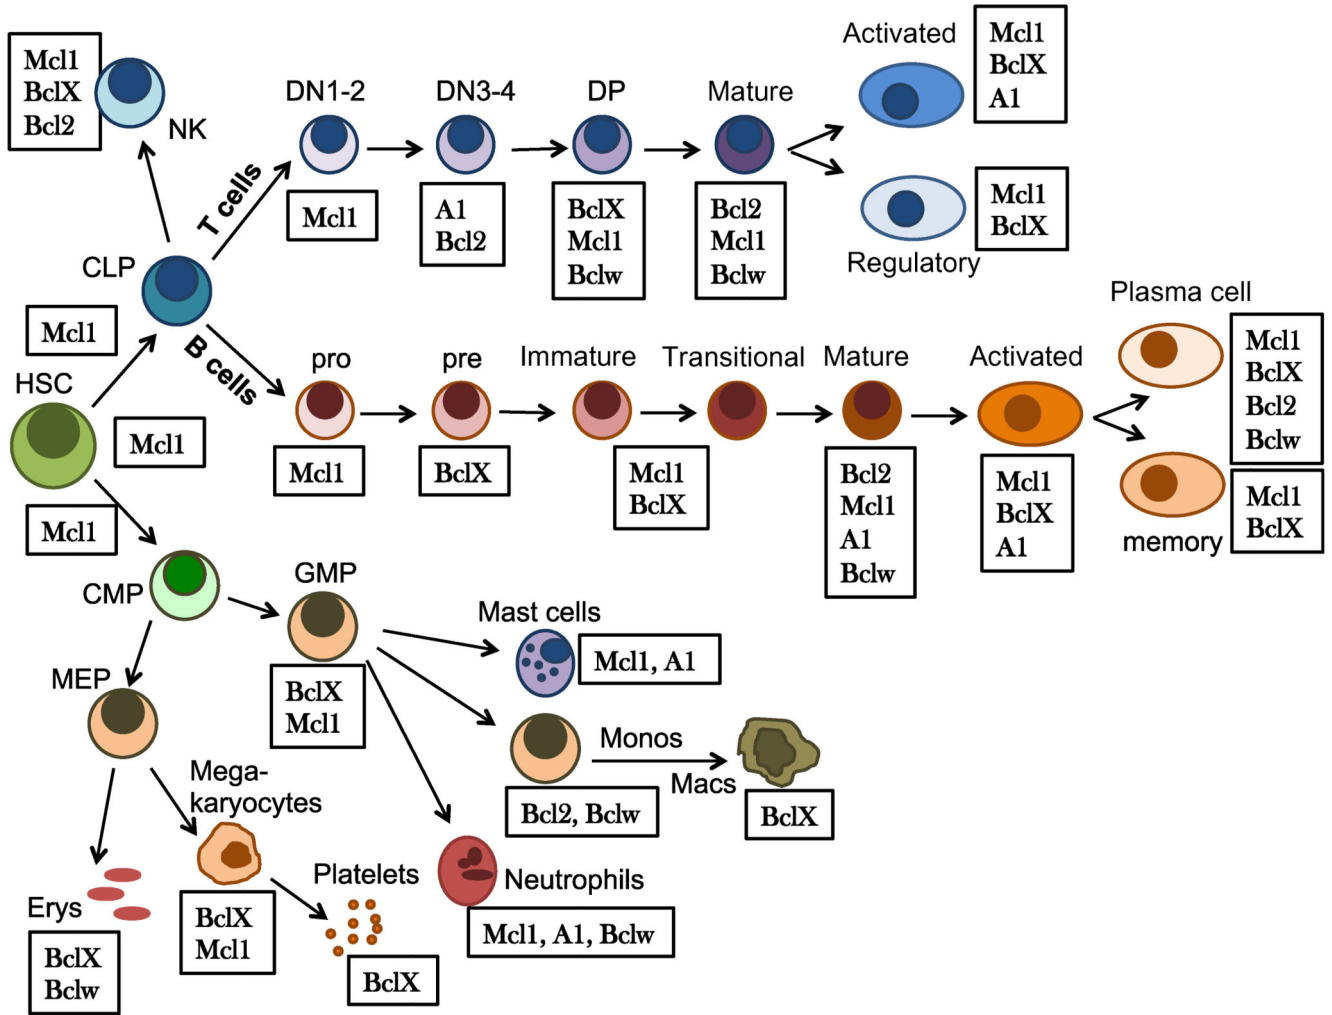 Mcl1
BclX
Bcl2
NK
CLP
T cells
B cells
DN1-2
Mcl1
DN3-4
A1
Bcl2
DP
BclX
Mcl1
Bclw
Mature
Bcl2
Mcl1
Bclw
Activated
Mcl1
BclX
A1
Mcl1
BclX
Regulatory
Mcl1
HSC
Mcl1
Mcl1
pro
Mcl1
pre
BclX
Immature
Transitional
Mcl1
BclX
Mature
Bcl2
Mcl1
A1
Bclw
Activated
Mcl1
BclX
A1
Plasma cell
Mcl1
BclX
Bcl2
Bclw
memory
Mcl1
BclX
CMP
GMP
BclX
Mcl1
Mast cells
Mcl1, A1
Monos
Macs
Bcl2, Bclw
BclX
Neutrophils
Mcl1, A1, Bclw
MEP
Mega-
karyocytes
BclX
Mcl1
Platelets
BclX
Erys
BclX
Bclw